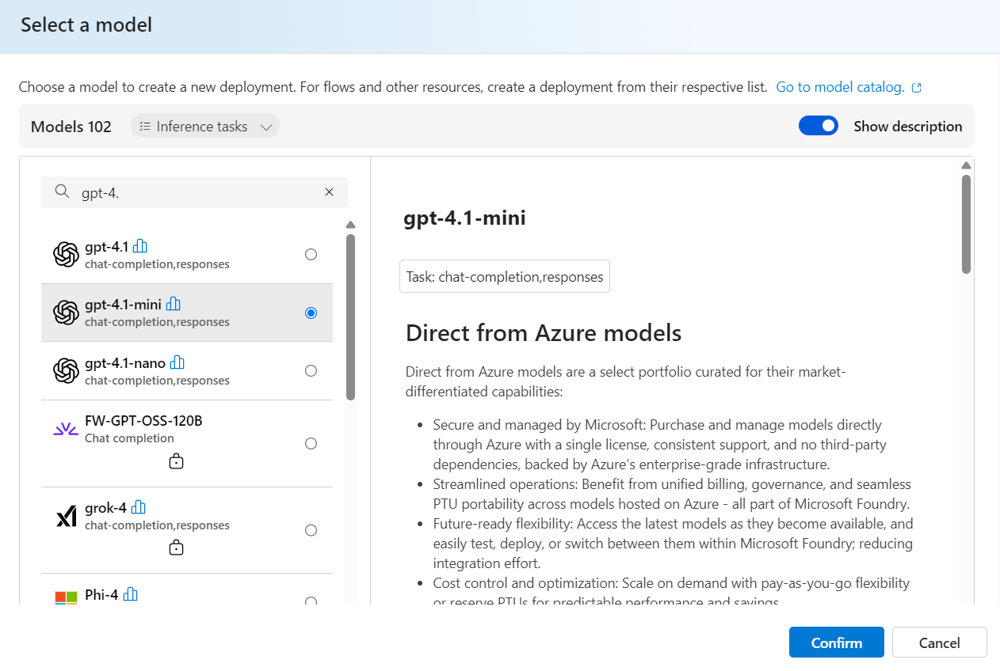 Select a model
Choose a model to create a new deployment. For flows and other resources, create a deployment from their respective list. Go to model catalog.
Models 102
Inference tasks
Show description
gpt-4.
gpt-4.1
chat-completion,responses
gpt-4.1-mini
chat-completion,responses
gpt-4.1-nano
chat-completion,responses
FW-GPT-OSS-120B
Chat completion
grok-4
chat-completion,responses
Phi-4
gpt-4.1-mini
Task: chat-completion,responses
Direct from Azure models
Direct from Azure models are a select portfolio curated for their market-
differentiated capabilities:
• Secure and managed by Microsoft: Purchase and manage models directly
through Azure with a single license, consistent support, and no third-party
dependencies, backed by Azure's enterprise-grade infrastructure.
• Streamlined operations: Benefit from unified billing, governance, and seamless
PTU portability across models hosted on Azure - all part of Microsoft Foundry.
• Future-ready flexibility: Access the latest models as they become available, and
easily test, deploy, or switch between them within Microsoft Foundry; reducing
integration effort.
• Cost control and optimization: Scale on demand with pay-as-you-go flexibility
or reserve PTUs for predictable performance and savings.
Confirm
Cancel